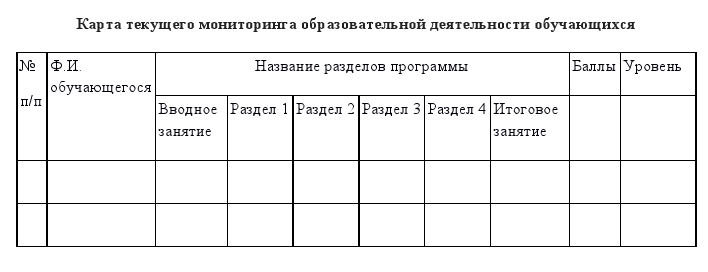 Карта текущего мониторинга образовательной деятельности обучающихся
№ Ф.И. Название разделов программы Баллы Уровень
п/п обучающегося
Вводное Раздел 1 Раздел 2 Раздел 3 Раздел 4 Итоговое
занятие занятие